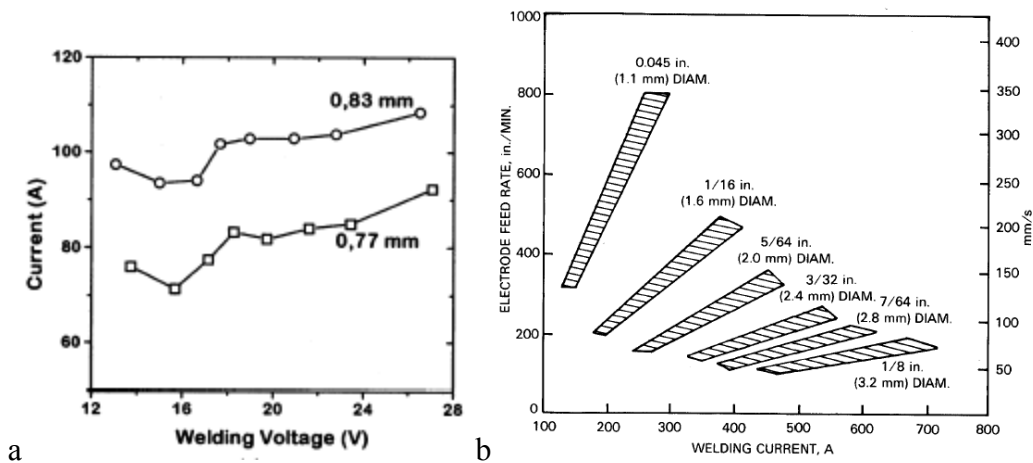 120
100
80
60
Current (A)
0,83 mm
0,77 mm
12 16 20 24 28
Welding Voltage (V)
a
1000
800
600
400
200
0
ELECTRODE FEED RATE, in./MIN.
0.045 in.
(1.1 mm) DIAM.
1/16 in.
(1.6 mm) DIAM.
5/64 in.
(2.0 mm) DIAM.
3/32 in.
(2.4 mm) DIAM.
7/64 in.
(2.8 mm) DIAM.
1/8 in.
(3.2 mm) DIAM.
400
350
300
250
200
150
100
50
mm/s
100 200 300 400 500 600 700 800
WELDING CURRENT, A
b